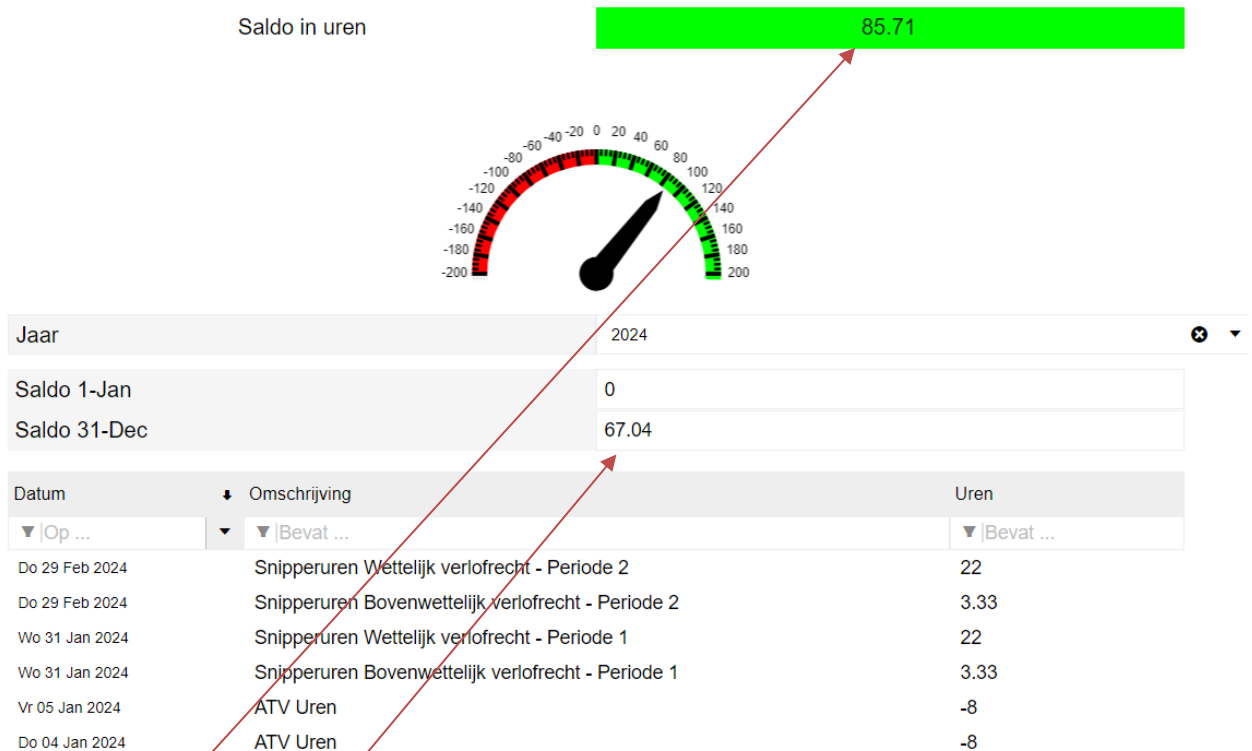 Saldo in uren 85.71
-200 -180 -160 -140 -120 -100 -80 -60 -40 -20 0 20 40 60 80 100 120 140 160 180 200
Jaar 2024
Saldo 1-Jan 0
Saldo 31-Dec 67.04
Datum Omschrijving Uren
Op ... Bevat ... Bevat ...
Do 29 Feb 2024 Snipperuren Wettelijk verlofrecht - Periode 2 22
Do 29 Feb 2024 Snipperuren Bovenwettelijk verlofrecht - Periode 2 3.33
Wo 31 Jan 2024 Snipperuren Wettelijk verlofrecht - Periode 1 22
Wo 31 Jan 2024 Snipperuren Bovenwettelijk verlofrecht - Periode 1 3.33
Vr 05 Jan 2024 ATV Uren -8
Do 04 Jan 2024 ATV Uren -8